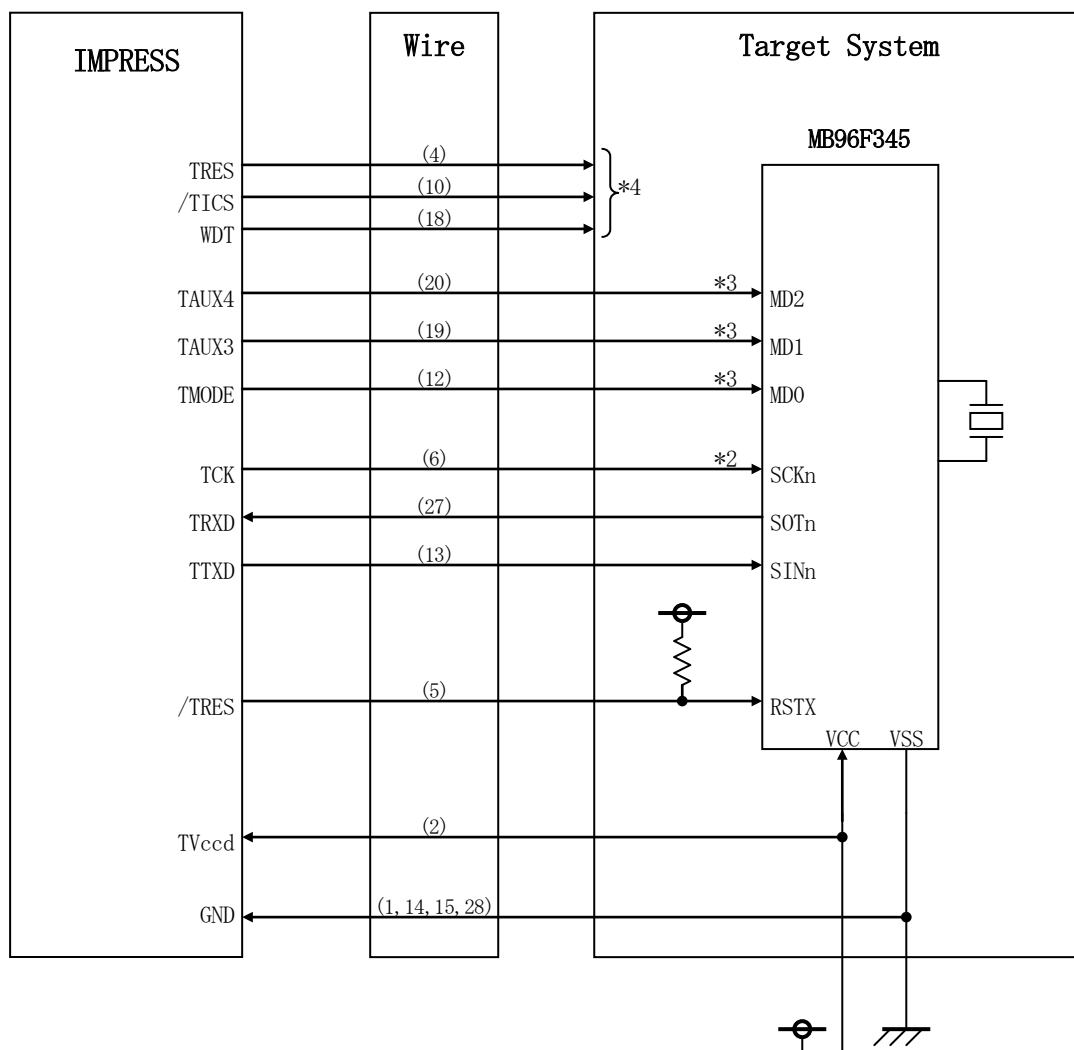 IMPRESS
Wire
Target System
MB96F345
TRES
(4)
*4
/TICS
(10)
WDT
(18)
TAUX4
(20)
*3
MD2
TAUX3
(19)
*3
MD1
TMODE
(12)
*3
MD0
TCK
(6)
*2
SCKn
TRXD
(27)
SOTn
TTXD
(13)
SINn
/TRES
(5)
RSTX
VCC
VSS
TVccd
(2)
GND
(1, 14, 15, 28)